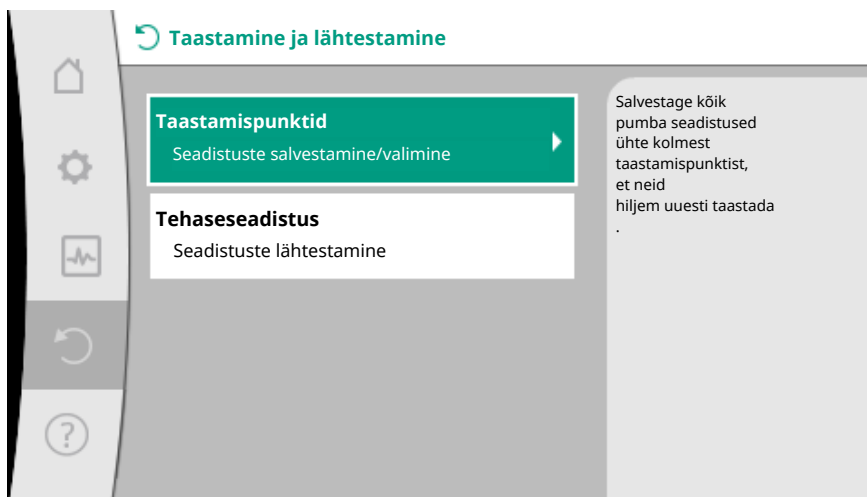 Taastamine ja lähtestamine
Taastamispunktid
Seadistuste salvestamine/valimine
Tehaseseadistus
Seadistuste lähtestamine
Salvestage kõik
pumba seadistused
ühte kolmest
taastamispunktist,
et neid
hiljem uuesti taastada
.
?